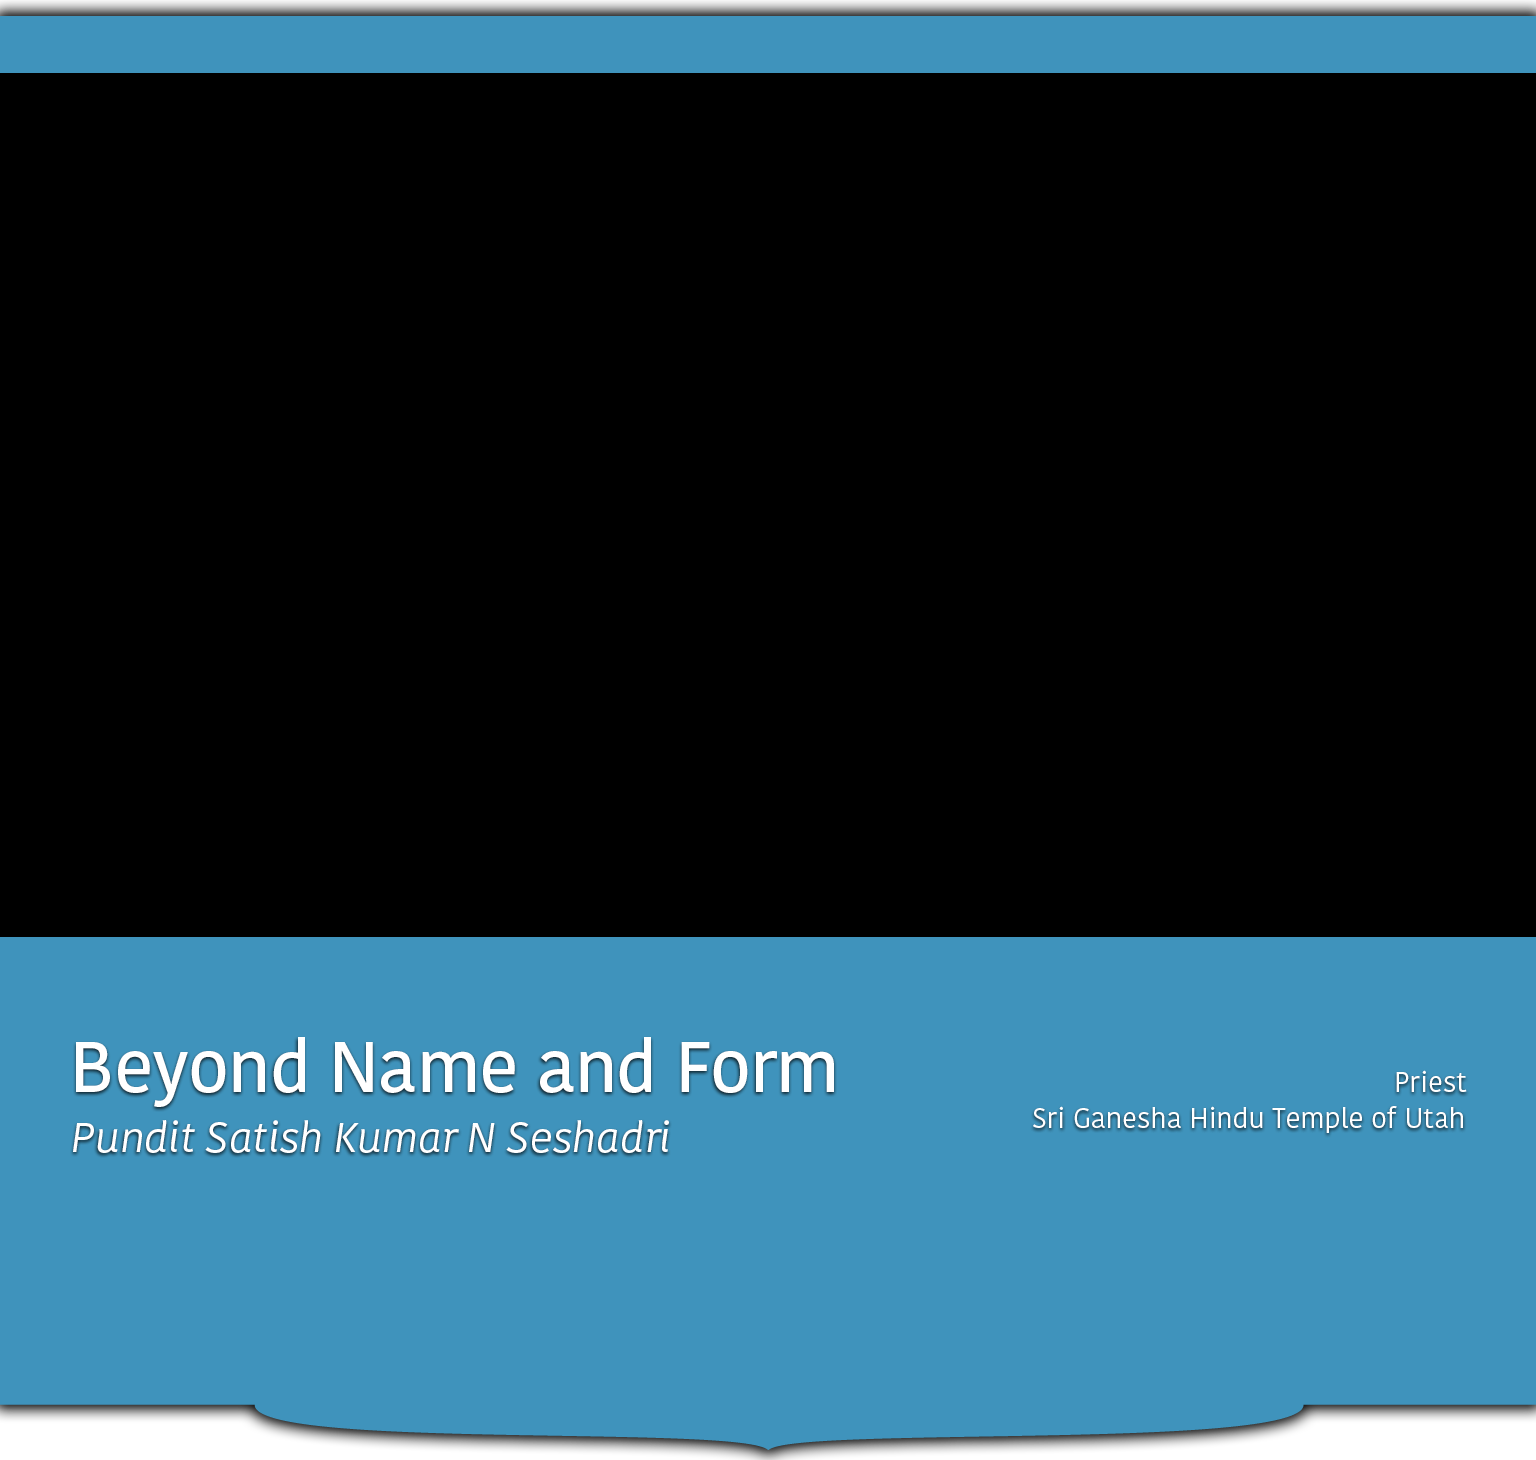 Beyond Name and Form
Pundit Satish Kumar N Seshadri
Priest
Sri Ganesha Hindu Temple of Utah